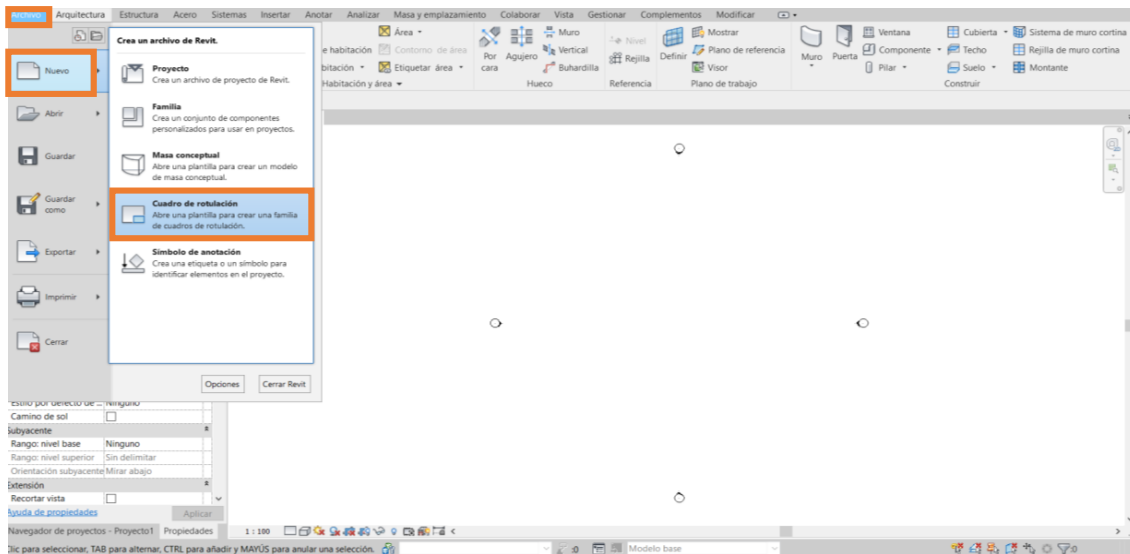 Archivo Arquitectura Estructura Acero Sistemas Insertar Anotar Analizar Masa y emplazamiento Colaborar Vista Gestionar Complementos Modificar
Crea un archivo de Revit.
Nuevo
Proyecto
Crea un archivo de proyecto de Revit.
Abrir
Familia
Crea un conjunto de componentes
personalizados para usar en proyectos.
Guardar
Masa conceptual
Abre una plantilla para crear un modelo
de masa conceptual.
Guardar
como
Cuadro de rotulación
Abre una plantilla para crear una familia
de cuadros de rotulación.
Exportar
Símbolo de anotación
Crea una etiqueta o un símbolo para
identificar elementos en el proyecto.
Imprimir
Cerrar
Opciones Cerrar Revit
Área
e habitación Contorno de área
bitación Etiquetar área
Habitación y área
Por
cara
Agujero
Muro
Vertical
Buhardilla
Hueco
Nivel
Rejilla
Referencia
Definir
Mostrar
Plano de referencia
Visor
Plano de trabajo
Muro
Puerta
Ventana
Componente
Pilar
Cubierta
Techo
Suelo
Sistema de muro cortina
Rejilla de muro cortina
Montante
Construir
Estilo por defecto de ... Ninguno
Camino de sol
Subyacente
Rango: nivel base Ninguno
Rango: nivel superior Sin delimitar
Orientación subyacente Mirar abajo
Extensión
Recortar vista
Ayuda de propiedades Aplicar
Navegador de proyectos - Proyecto1 Propiedades 1 : 100
Clic para seleccionar, TAB para alternar, CTRL para añadir y MAYÚS para anular una selección. :0 Modelo base :0